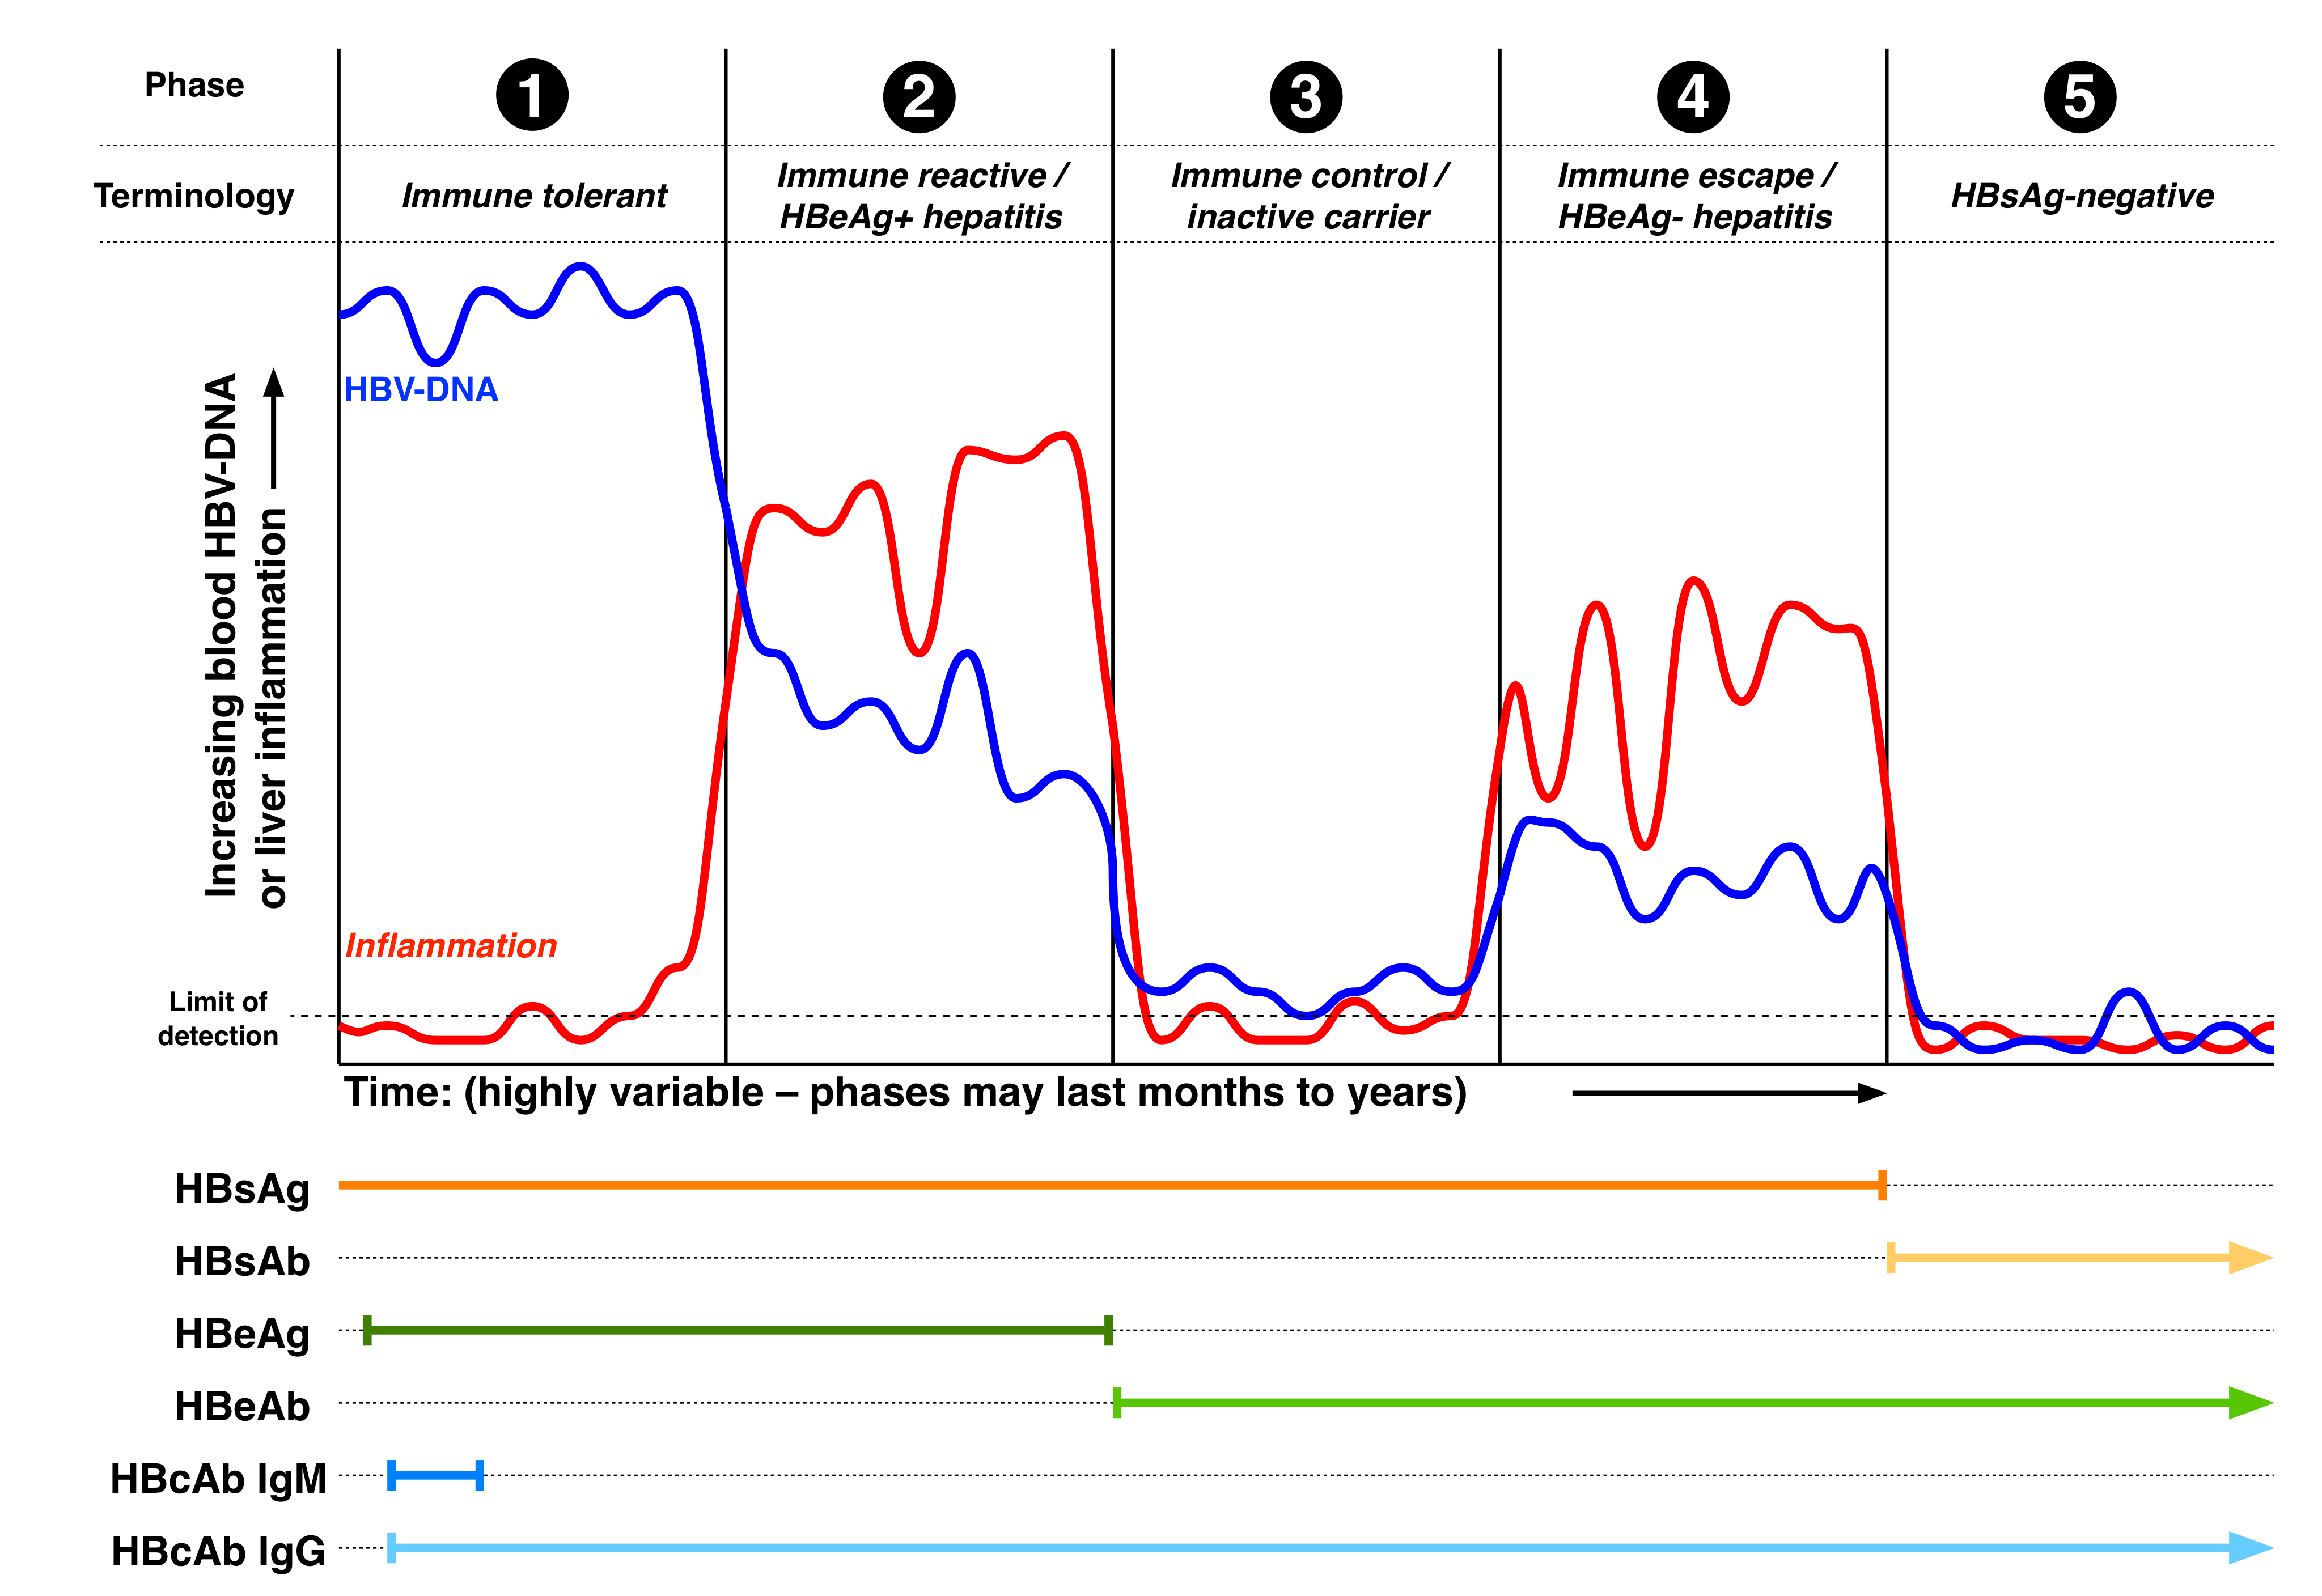 Phase
1
2
3
4
5
Terminology
Immune tolerant
Immune reactive /
HBeAg+ hepatitis
Immune control /
inactive carrier
Immune escape /
HBeAg- hepatitis
HBsAg-negative
Increasing blood HBV-DNA
or liver inflammation
HBV-DNA
Inflammation
Limit of
detection
Time: (highly variable – phases may last months to years)
HBsAg
HBsAb
HBeAg
HBeAb
HBcAb IgM
HBcAb IgG